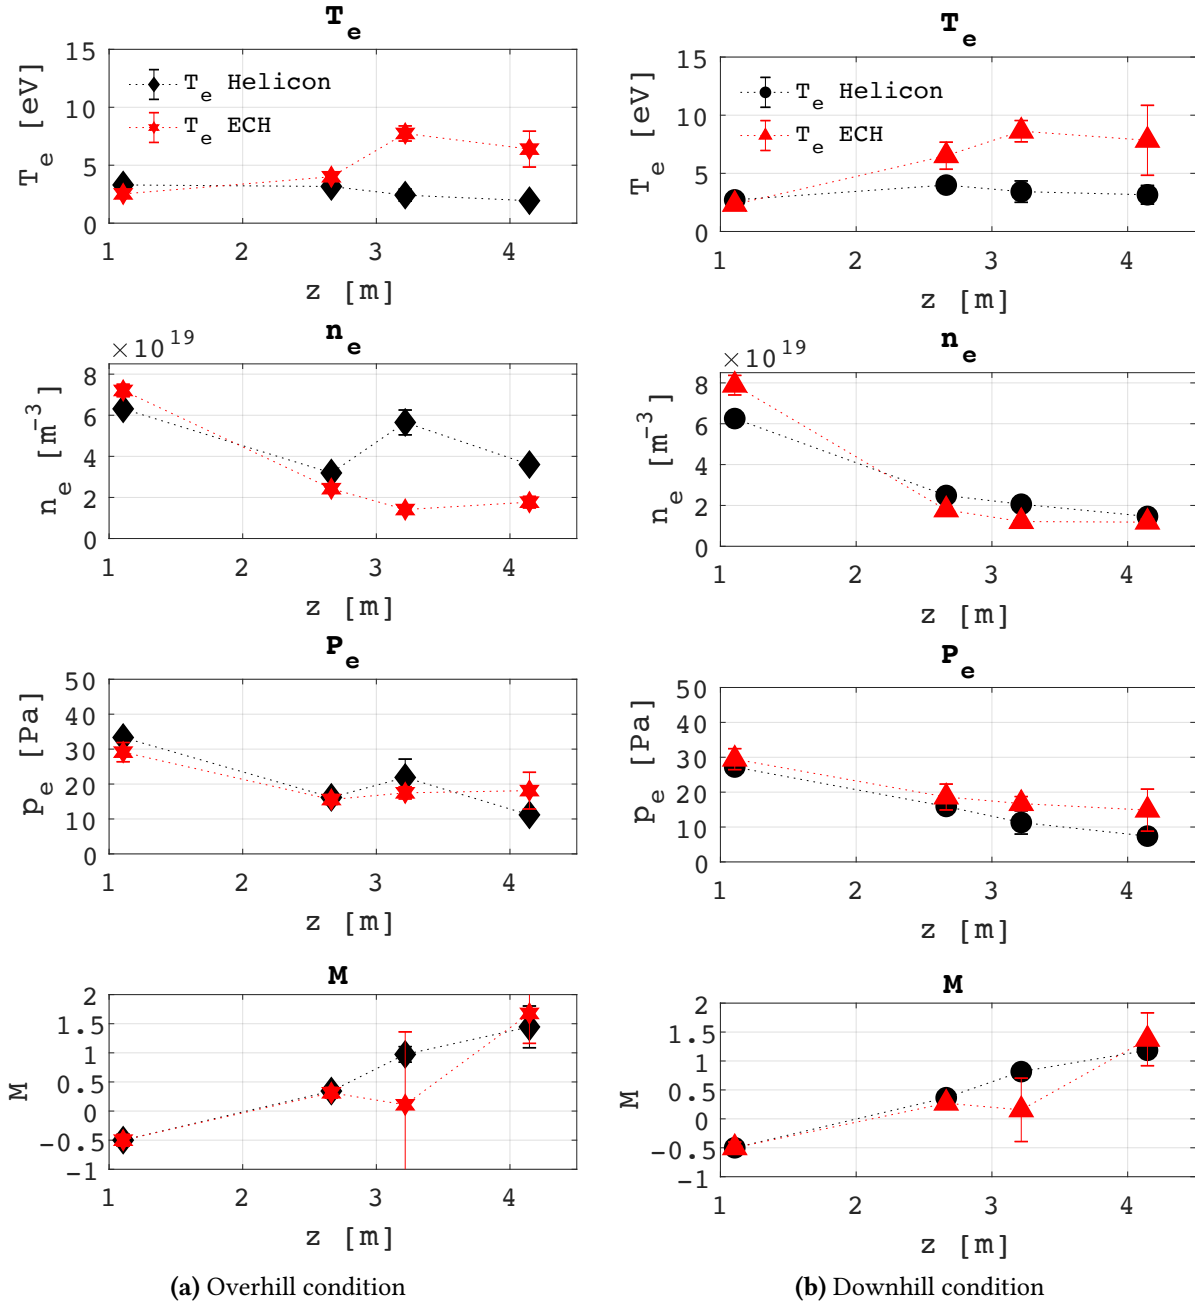 T_e
15
10
5
0
T_e [eV]
T_e Helicon
T_e ECH
1 2 3 4
z [m]
n_e
× 10^19
8
6
4
2
0
n_e [m^-3]
1 2 3 4
z [m]
P_e
50
40
30
20
10
0
p_e [Pa]
1 2 3 4
z [m]
M
2
1.5
1
0.5
0
-0.5
-1
M
1 2 3 4
z [m]
(a) Overhill condition
T_e
15
10
5
0
T_e [eV]
T_e Helicon
T_e ECH
1 2 3 4
z [m]
n_e
× 10^19
8
6
4
2
0
n_e [m^-3]
1 2 3 4
z [m]
P_e
50
40
30
20
10
0
p_e [Pa]
1 2 3 4
z [m]
M
2
1.5
1
0.5
0
-0.5
-1
M
1 2 3 4
z [m]
(b) Downhill condition